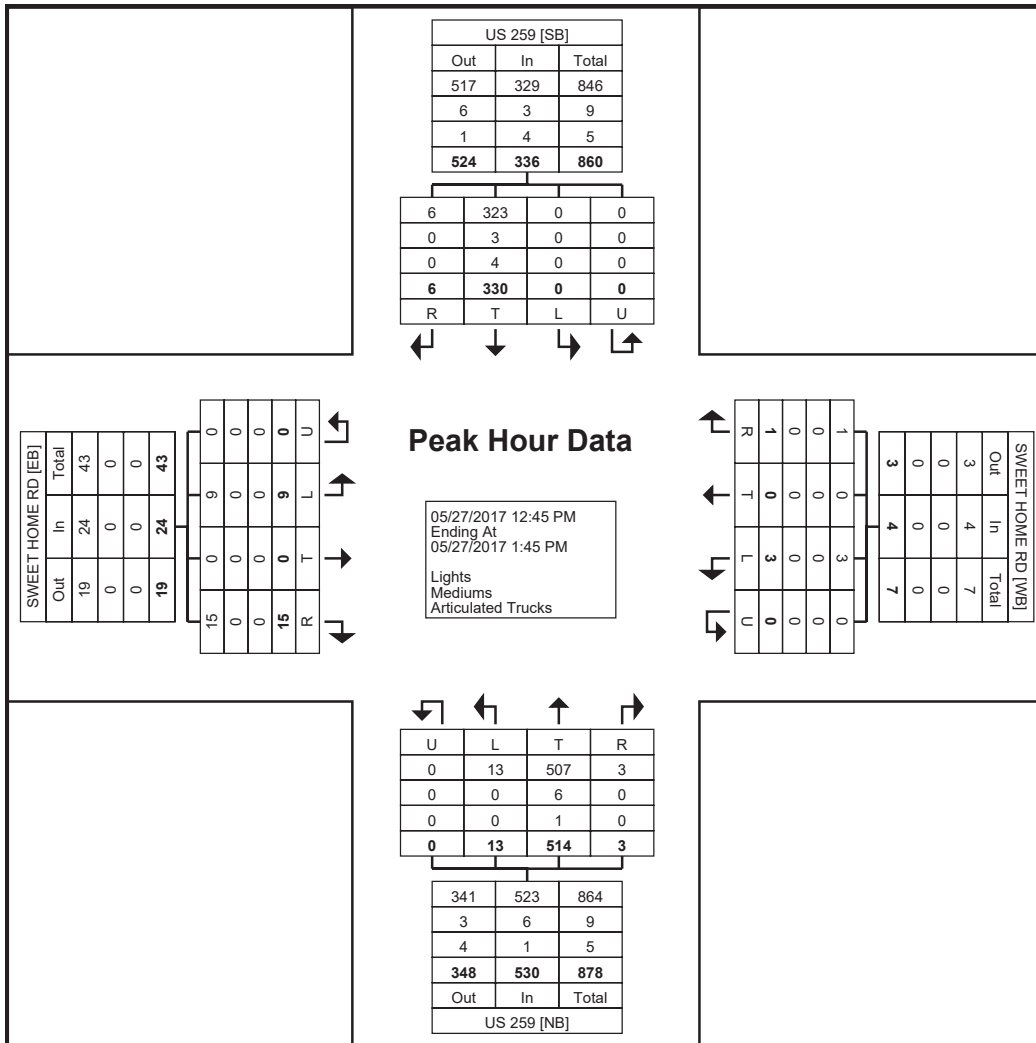 US 259 [SB]
Out In Total
517 329 846
6 3 9
1 4 5
524 336 860
6 323 0 0
0 3 0 0
0 4 0 0
6 330 0 0
R T L U
SWEET HOME RD [EB]
Total 43 0 0 43
In 24 0 0 24
Out 19 0 0 19
0 0 0 0 U
9 0 0 9 L
0 0 0 0 T
15 0 0 15 R
Peak Hour Data
05/27/2017 12:45 PM
Ending At
05/27/2017 1:45 PM
Lights
Mediums
Articulated Trucks
R 1 0 0 1
T 0 0 0 0
L 3 0 0 3
U 0 0 0 0
SWEET HOME RD [WB]
3 0 0 3 Out
4 0 0 4 In
7 0 0 7 Total
U L T R
0 13 507 3
0 0 6 0
0 0 1 0
0 13 514 3
341 523 864
3 6 9
4 1 5
348 530 878
Out In Total
US 259 [NB]